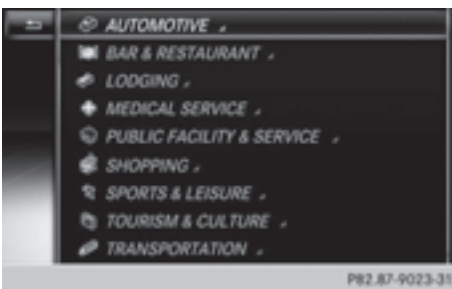 AUTOMOTIVE
BAR & RESTAURANT
LODGING
MEDICAL SERVICE
PUBLIC FACILITY & SERVICE
SHOPPING
SPORTS & LEISURE
TOURISM & CULTURE
TRANSPORTATION
P82.87-9023-31